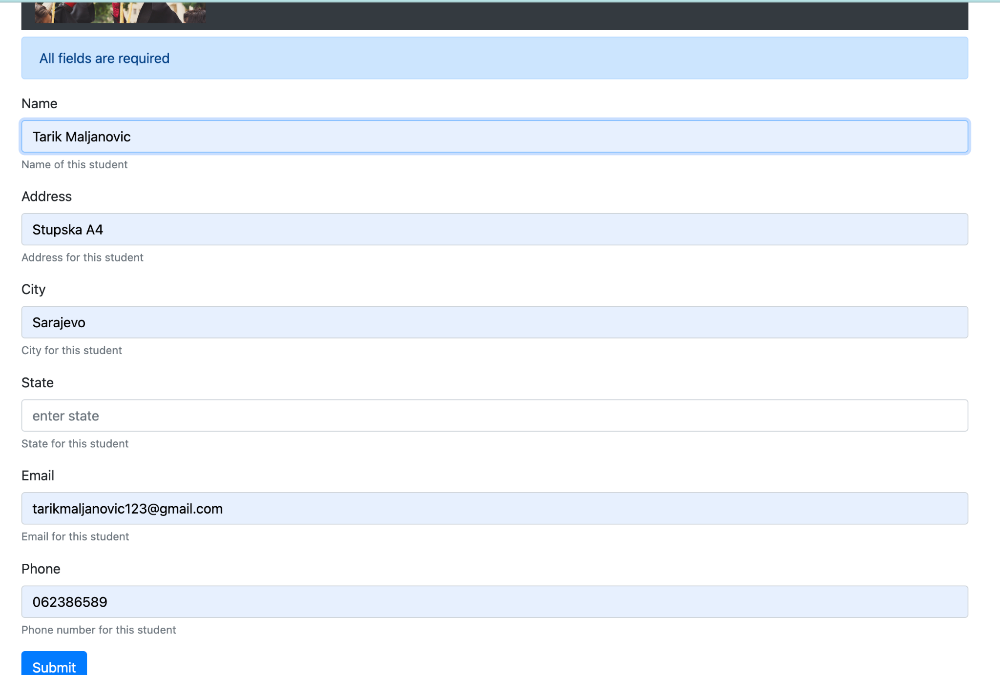 All fields are required
Name
Tarik Maljanovic
Name of this student
Address
Stupska A4
Address for this student
City
Sarajevo
City for this student
State
enter state
State for this student
Email
tarikmaljanovic123@gmail.com
Email for this student
Phone
062386589
Phone number for this student
Submit